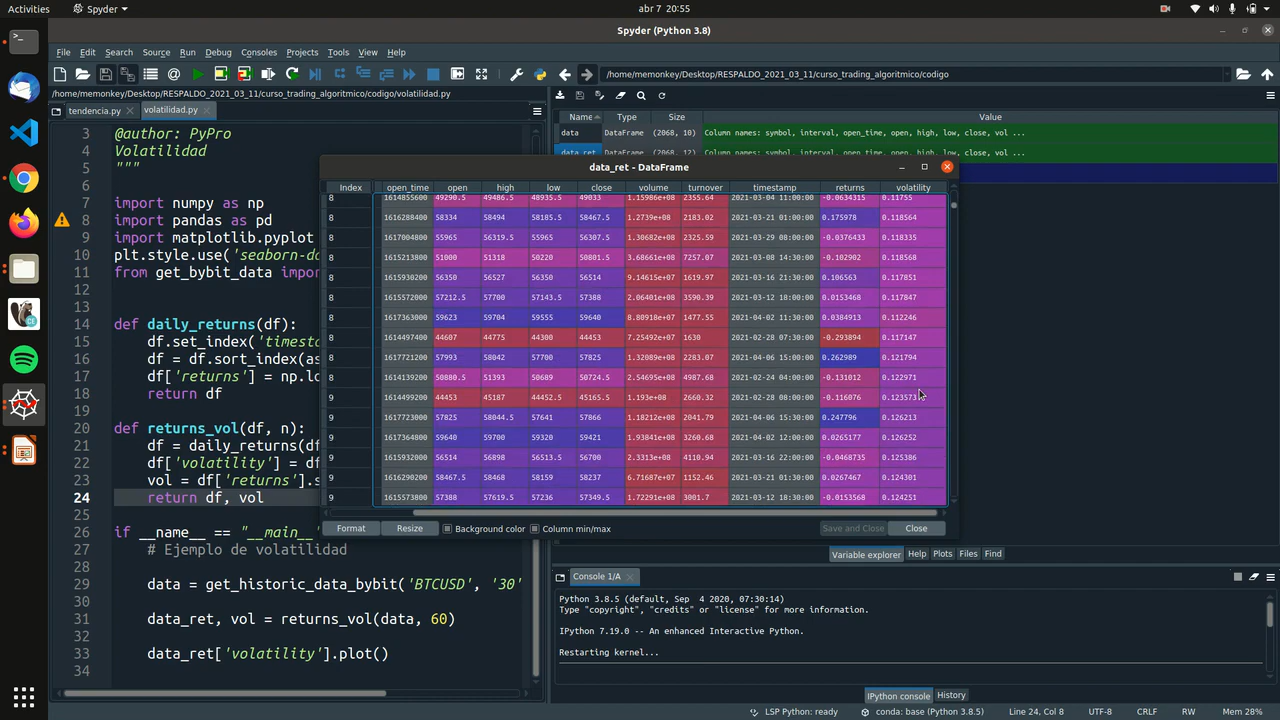 Activities
Spyder
abr 7 20:55
Spyder (Python 3.8)
File Edit Search Source Run Debug Consoles Projects Tools View Help
/home/memonkey/Desktop/RESPALDO_2021_03_11/curso_trading_algoritmico/codigo
/home/memonkey/Desktop/RESPALDO_2021_03_11/curso_trading_algoritmico/codigo/volatilidad.py
tendencia.py
volatilidad.py
3 @author: PyPro
4 Volatilidad
5 """
6
7 import numpy as np
8 import pandas as pd
9 import matplotlib.pyplot
10 plt.style.use('seaborn-d
11 from get_bybit_data impor
12
13
14 def daily_returns(df):
15 df.set_index('timest
16 df = df.sort_index(as
17 df['returns'] = np.lo
18 return df
19
20 def returns_vol(df, n):
21 df = daily_returns(d
22 df['volatility'] = df
23 vol = df['returns'].s
24 return df, vol
25
26 if __name__ == "__main__"
27 # Ejemplo de volatilidad
28
29 data = get_historic_data_bybit('BTCUSD', '30'
30
31 data_ret, vol = returns_vol(data, 60)
32
33 data_ret['volatility'].plot()
34
Name Type Size Value
data DataFrame (2068, 10) Column names: symbol, interval, open_time, open, high, low, close, vol ...
data_ret DataFrame (2068, 12) Column names: symbol, interval, open_time, open, high, low, close, vol ...
data_ret - DataFrame
Index open_time open high low close volume turnover timestamp returns volatility
8 1614855600 49290.5 49486.5 48935.5 49033 1.15986e+08 2355.64 2021-03-04 11:00:00 -0.0634315 0.11755
8 1616288400 58334 58494 58185.5 58467.5 1.2739e+08 2183.02 2021-03-21 01:00:00 0.175978 0.118564
8 1617004800 55965 56319.5 55965 56307.5 1.30682e+08 2325.59 2021-03-29 08:00:00 -0.0376433 0.118335
8 1615213800 51000 51318 50220 50801.5 3.68661e+08 7257.07 2021-03-08 14:30:00 -0.102902 0.118568
8 1615930200 56350 56527 56350 56514 9.14615e+07 1619.97 2021-03-16 21:30:00 0.106563 0.117851
8 1615572000 57212.5 57700 57143.5 57388 2.06401e+08 3590.39 2021-03-12 18:00:00 0.0153468 0.117847
8 1617363000 59623 59704 59555 59640 8.80918e+07 1477.55 2021-04-02 11:30:00 0.0384913 0.112246
8 1614497400 44607 44775 44300 44453 7.25492e+07 1630 2021-02-28 07:30:00 -0.293894 0.117147
8 1617721200 57993 58042 57700 57825 1.32089e+08 2283.07 2021-04-06 15:00:00 0.262989 0.121794
8 1614139200 50880.5 51393 50689 50724.5 2.54695e+08 4987.68 2021-02-24 04:00:00 -0.131012 0.122971
8 1614499200 44453 45187 44452.5 45165.5 1.193e+08 2660.32 2021-02-28 08:00:00 -0.116076 0.123573
9 1617723000 57825 58044.5 57641 57866 1.18212e+08 2041.79 2021-04-06 15:30:00 0.247796 0.126213
9 1617364800 59640 59700 59320 59421 1.93841e+08 3260.68 2021-04-02 12:00:00 0.0265177 0.126252
9 1615932000 56514 56898 56513.5 56700 2.3313e+08 4110.94 2021-03-16 22:00:00 -0.0468735 0.125386
9 1616290200 58467.5 58468 58159 58237 6.71687e+07 1152.46 2021-03-21 01:30:00 0.0267467 0.124301
9 1615573800 57388 57619.5 57236 57349.5 1.72291e+08 3001.7 2021-03-12 18:30:00 -0.0153568 0.124251
Format Resize Background color Column min/max Save and Close Close
Variable explorer Help Plots Files Find
Console 1/A
Python 3.8.5 (default, Sep 4 2020, 07:30:14)
Type "copyright", "credits" or "license" for more information.
IPython 7.19.0 -- An enhanced Interactive Python.
Restarting kernel...
IPython console History
LSP Python: ready conda: base (Python 3.8.5) Line 24, Col 8 UTF-8 CRLF RW Mem 28%